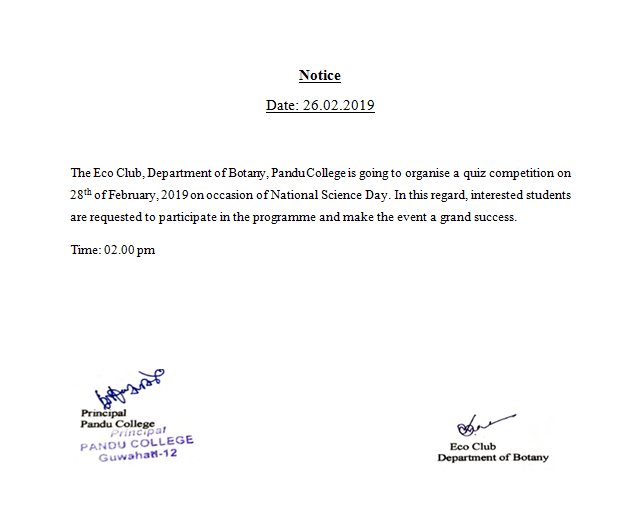 Notice
Date: 26.02.2019
The Eco Club, Department of Botany, Pandu College is going to organise a quiz competition on
28th of February, 2019 on occasion of National Science Day. In this regard, interested students
are requested to participate in the programme and make the event a grand success.
Time: 02.00 pm
Principal
Pandu College
Principal
PANDU COLLEGE
Guwahati-12
Eco Club
Department of Botany